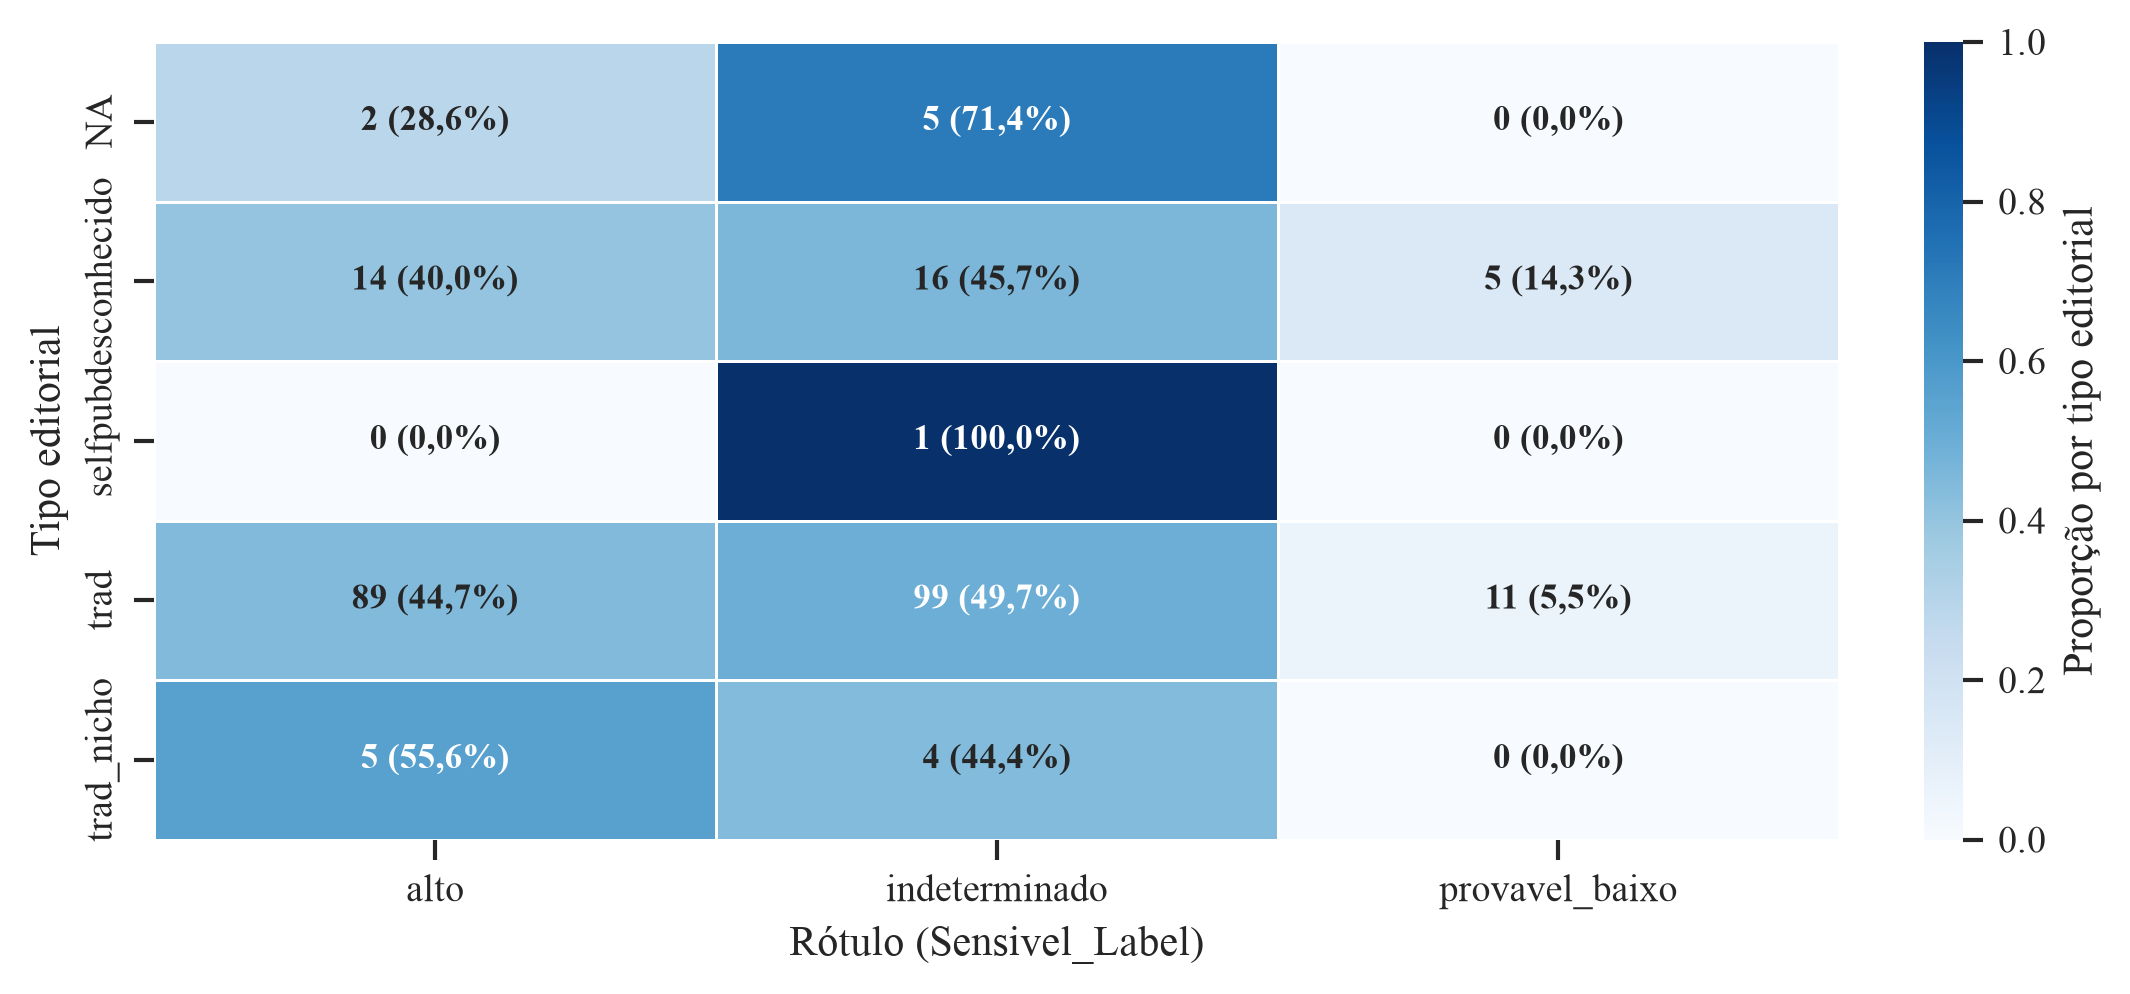 Tipo editorial
NA
2 (28,6%)
5 (71,4%)
0 (0,0%)
desconhecido
14 (40,0%)
16 (45,7%)
5 (14,3%)
selfpub
0 (0,0%)
1 (100,0%)
0 (0,0%)
trad
89 (44,7%)
99 (49,7%)
11 (5,5%)
trad_nicho
5 (55,6%)
4 (44,4%)
0 (0,0%)
alto
indeterminado
provavel_baixo
Rótulo (Sensivel_Label)
1.0
0.8
0.6
0.4
0.2
0.0
Proporção por tipo editorial